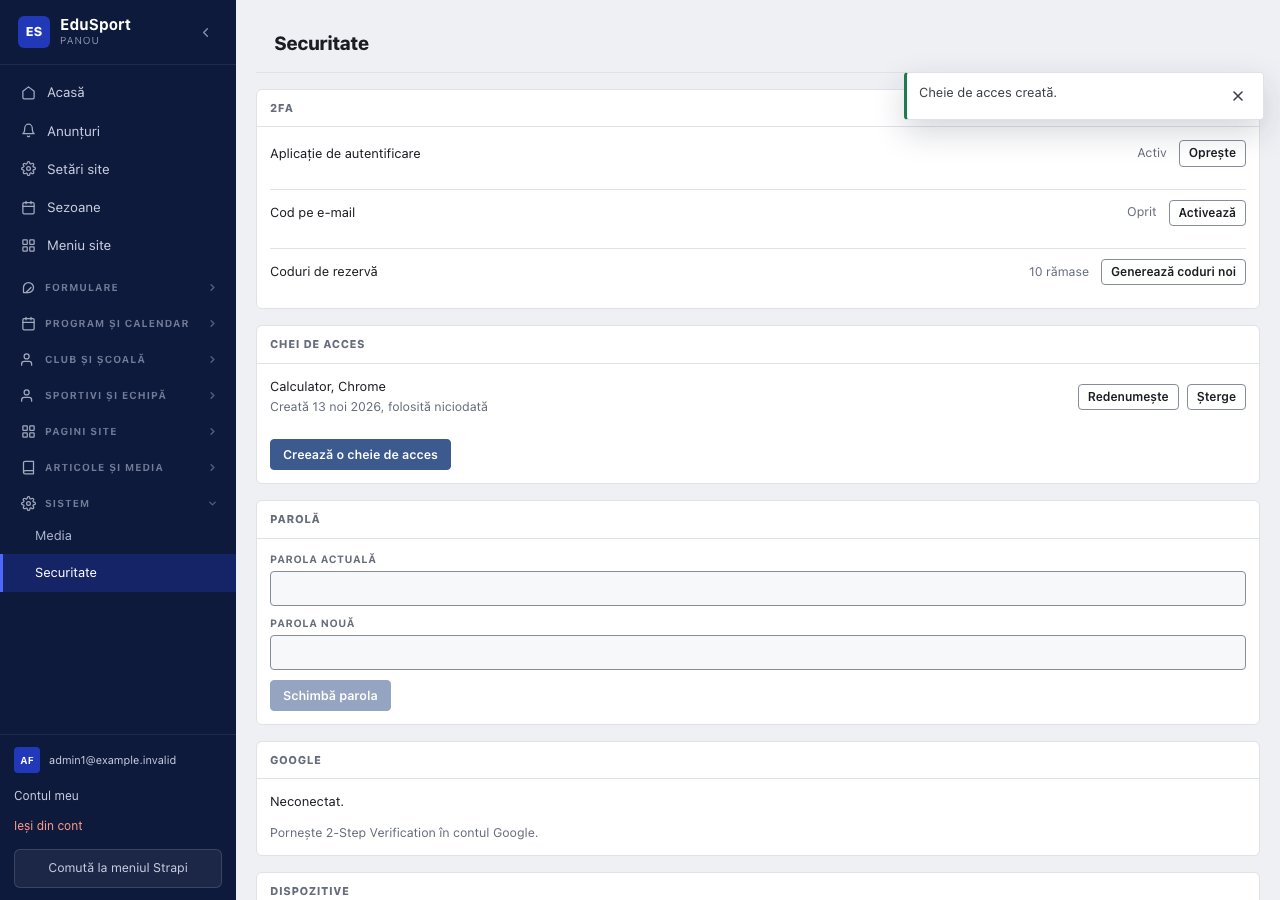 ES
EduSport
PANOU
Acasă
Anunțuri
Setări site
Sezoane
Meniu site
FORMULARE
PROGRAM ȘI CALENDAR
CLUB ȘI ȘCOALĂ
SPORTIVI ȘI ECHIPĂ
PAGINI SITE
ARTICOLE ȘI MEDIA
SISTEM
Media
Securitate
AF
admin1@example.invalid
Contul meu
Ieși din cont
Comută la meniul Strapi
Securitate
Cheie de acces creată.
2FA
Aplicație de autentificare
Activ
Oprește
Cod pe e-mail
Oprit
Activează
Coduri de rezervă
10 rămase
Generează coduri noi
CHEI DE ACCES
Calculator, Chrome
Creată 13 noi 2026, folosită niciodată
Redenumește
Șterge
Creează o cheie de acces
PAROLĂ
PAROLA ACTUALĂ
PAROLA NOUĂ
Schimbă parola
GOOGLE
Neconectat.
Pornește 2-Step Verification în contul Google.
DISPOZITIVE